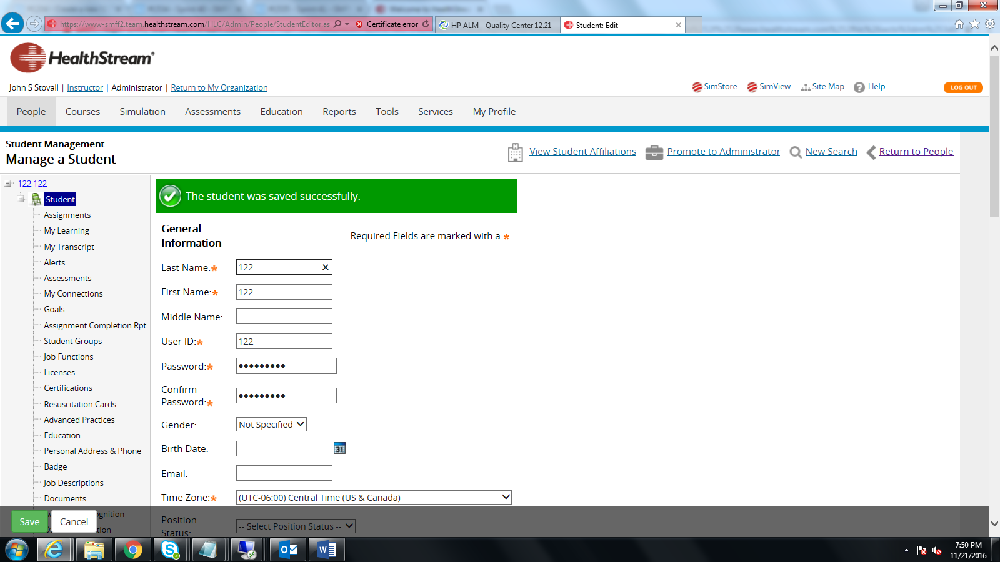 https://www-smff2.team.healthstream.com/HLC/Admin/People/StudentEditor.as Certificate error HP ALM - Quality Center 12.21 Student: Edit
HealthStream
John S Stovall | Instructor | Administrator | Return to My Organization
SimStore SimView Site Map Help LOG OUT
People Courses Simulation Assessments Education Reports Tools Services My Profile
Student Management
Manage a Student
View Student Affiliations Promote to Administrator New Search Return to People
122 122
Student
Assignments
My Learning
My Transcript
Alerts
Assessments
My Connections
Goals
Assignment Completion Rpt.
Student Groups
Job Functions
Licenses
Certifications
Resuscitation Cards
Advanced Practices
Education
Personal Address & Phone
Badge
Job Descriptions
Documents
The student was saved successfully.
General
Information
Required Fields are marked with a *.
Last Name:* 122
First Name:* 122
Middle Name:
User ID:* 122
Password:* •••••••••
Confirm
Password:* •••••••••
Gender: Not Specified
Birth Date: 31
Email:
Time Zone:* (UTC-06:00) Central Time (US & Canada)
Position
Status: -- Select Position Status --
Save Cancel
7:50 PM
11/21/2016